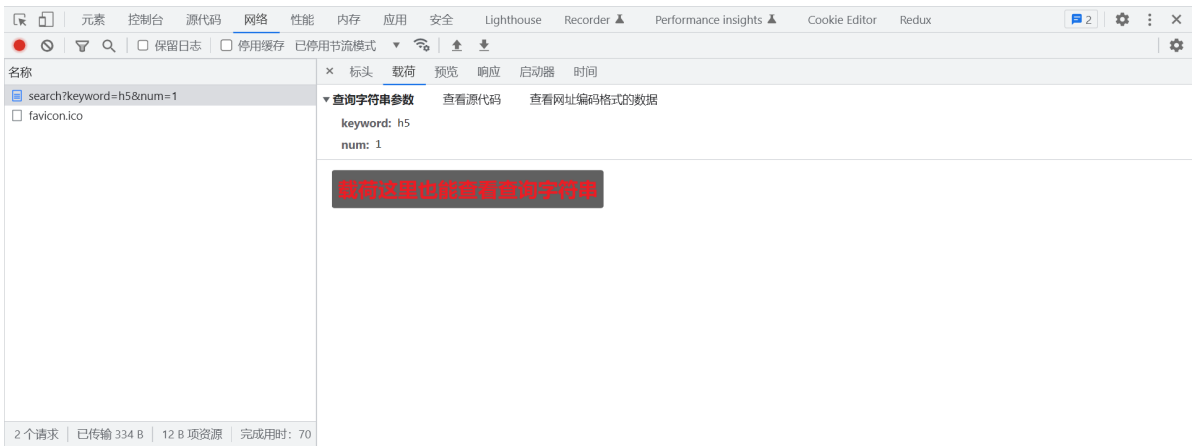 元素 控制台 源代码 网络 性能 内存 应用 安全 Lighthouse Recorder Performance insights Cookie Editor Redux 2
保留日志 停用缓存 已停用节流模式
名称
search?keyword=h5&num=1
favicon.ico
2 个请求 已传输 334 B 12 B 项资源 完成用时：70
标头 载荷 预览 响应 启动器 时间
查询字符串参数 查看源代码 查看网址编码格式的数据
keyword: h5
num: 1
载荷这里也能查看查询字符串